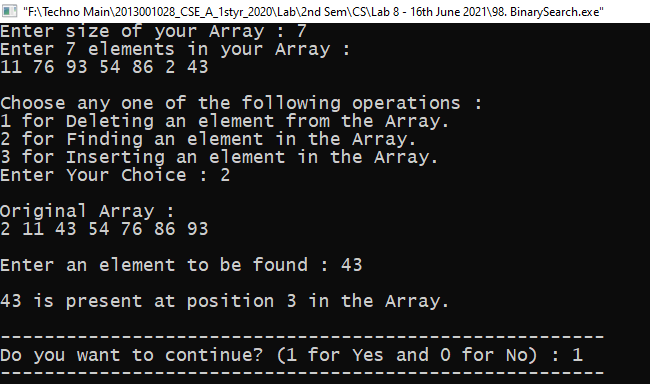 "F:\Techno Main\2013001028_CSE_A_1styr_2020\Lab\2nd Sem\CS\Lab 8 - 16th June 2021\98. BinarySearch.exe"
Enter size of your Array : 7
Enter 7 elements in your Array :
11 76 93 54 86 2 43
Choose any one of the following operations :
1 for Deleting an element from the Array.
2 for Finding an element in the Array.
3 for Inserting an element in the Array.
Enter Your Choice : 2
Original Array :
2 11 43 54 76 86 93
Enter an element to be found : 43
43 is present at position 3 in the Array.
-------------------------------------------------------
Do you want to continue? (1 for Yes and 0 for No) : 1
-------------------------------------------------------